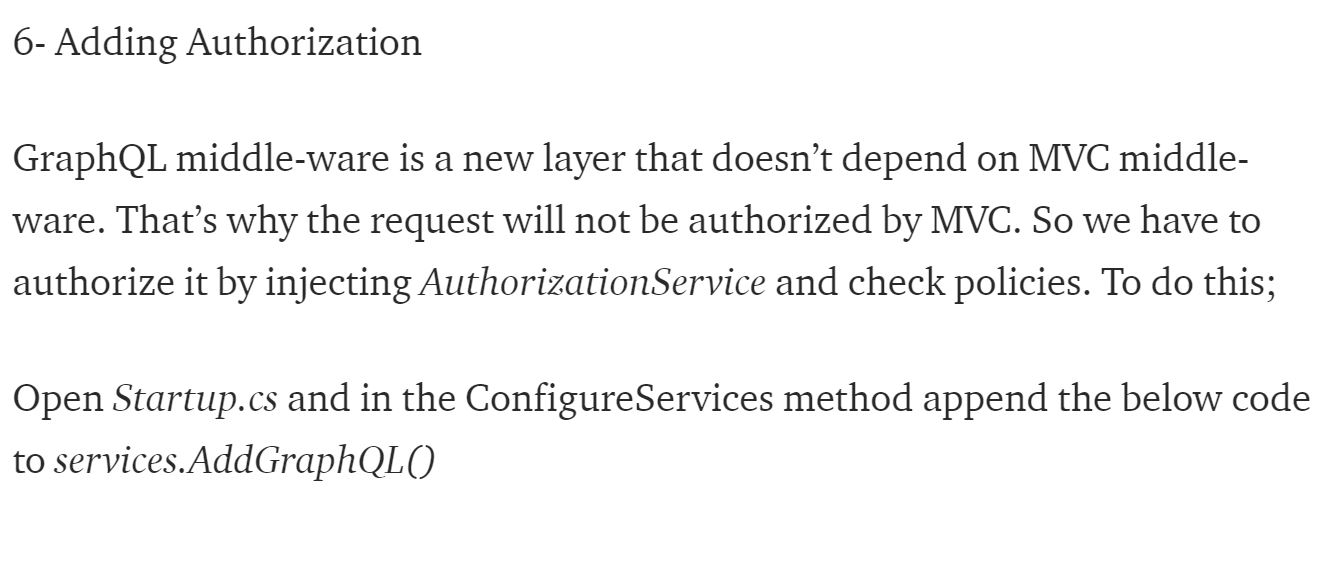 6- Adding Authorization
GraphQL middle-ware is a new layer that doesn’t depend on MVC middle-
ware. That’s why the request will not be authorized by MVC. So we have to
authorize it by injecting AuthorizationService and check policies. To do this;
Open Startup.cs and in the ConfigureServices method append the below code
to services.AddGraphQL()